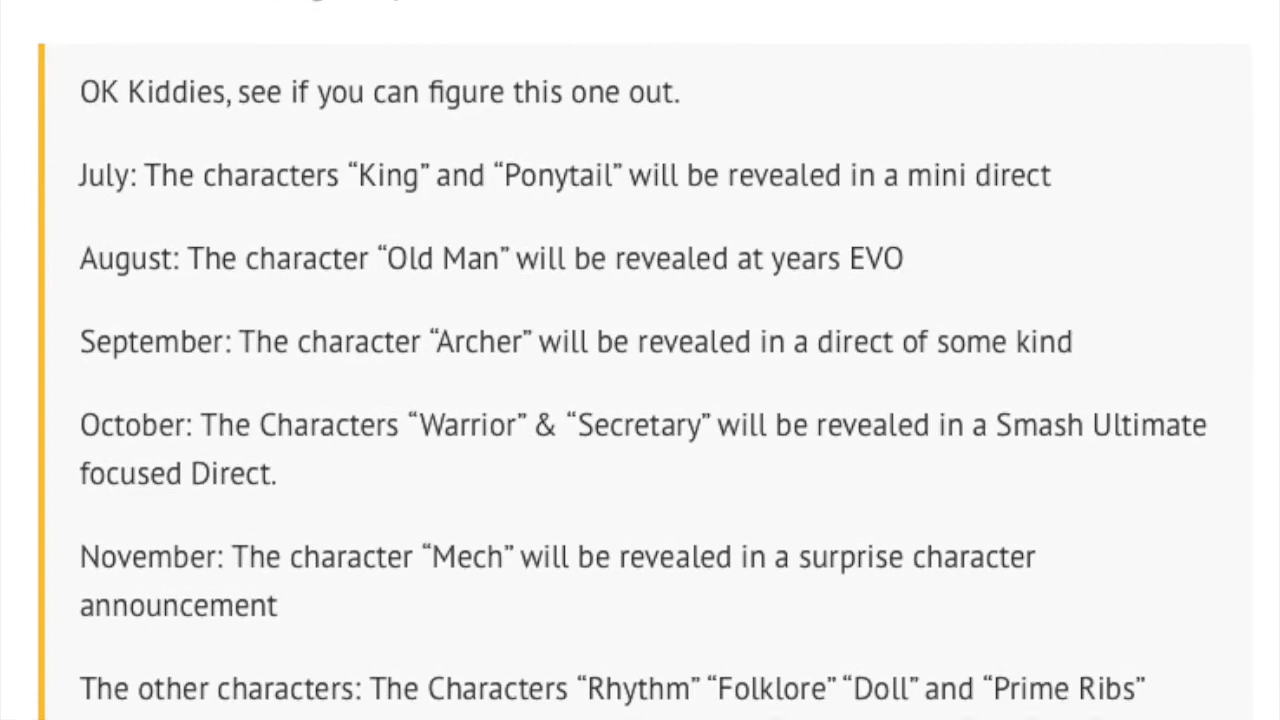 OK Kiddies, see if you can figure this one out.
July: The characters “King” and “Ponytail” will be revealed in a mini direct
August: The character “Old Man” will be revealed at years EVO
September: The character “Archer” will be revealed in a direct of some kind
October: The Characters “Warrior” & “Secretary” will be revealed in a Smash Ultimate
focused Direct.
November: The character “Mech” will be revealed in a surprise character
announcement
The other characters: The Characters “Rhythm” “Folklore” “Doll” and “Prime Ribs”